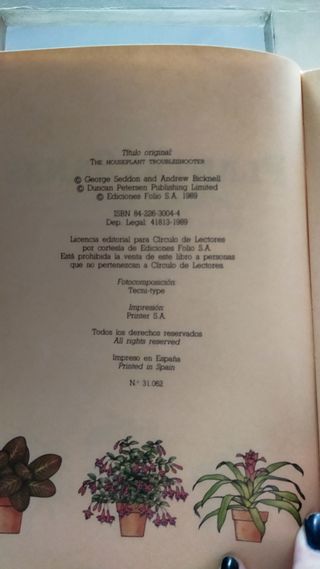 Título original:
THE HOUSEPLANT TROUBLESHOOTER
© George Seddon and Andrew Bicknell
© Duncan Petersen Publishing Limited
© Ediciones Folio S.A. 1989
ISBN 84-226-3004-4
Dep. Legal: 41813-1989
Licencia editorial para Círculo de Lectores
por cortesía de Ediciones Folio S.A.
Está prohibida la venta de este libro a personas
que no pertenezcan a Círculo de Lectores.
Fotocomposición:
Tecni-type
Impresión:
Printer S.A.
Todos los derechos reservados
All rights reserved
Impreso en España
Printed in Spain
N.º 31.062